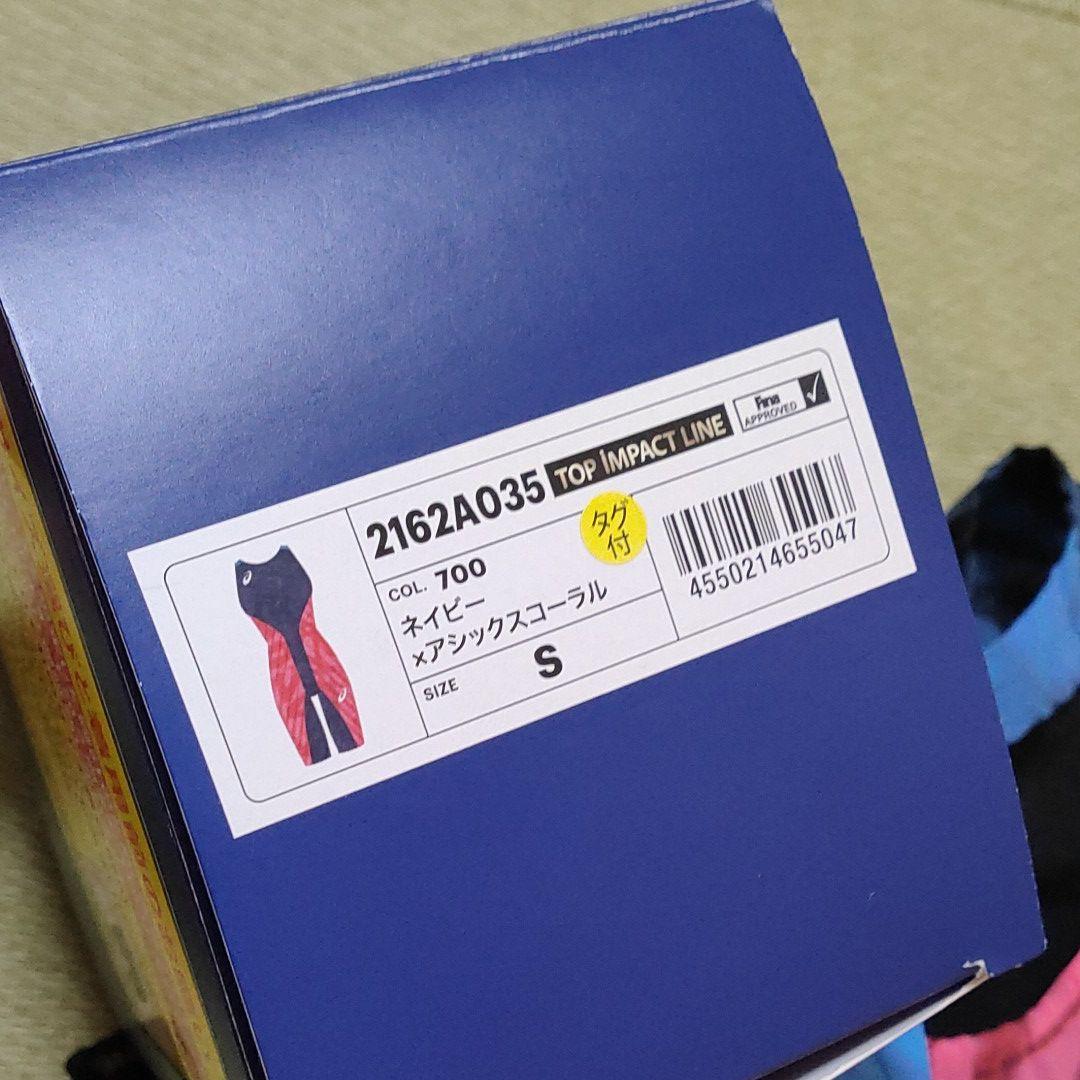 2162A035 TOP IMPACT LINE
Fina
APPROVED
COL. 700
ネイビー
×アシックスコーラル
タグ
付
SIZE S
4550214655047